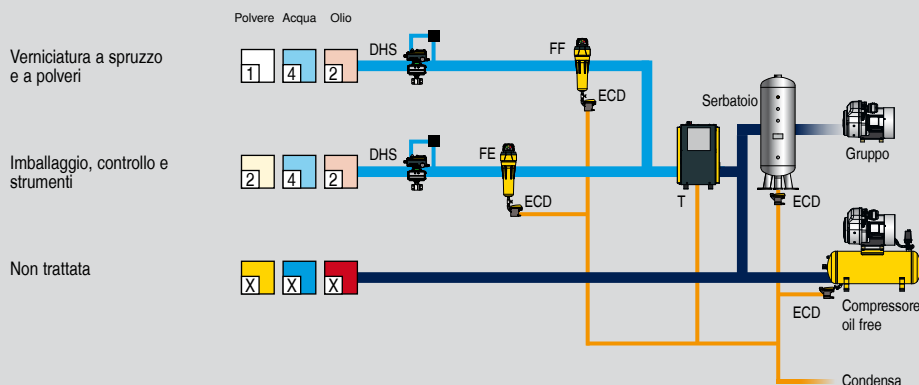 Polvere Acqua Olio
Verniciatura a spruzzo
e a polveri
1 4 2
DHS
FF
ECD
Serbatoio
Gruppo
Imballaggio, controllo e
strumenti
2 4 2
DHS
FE
ECD
T
ECD
Non trattata
X X X
ECD
Compressore
oil free
Condensa